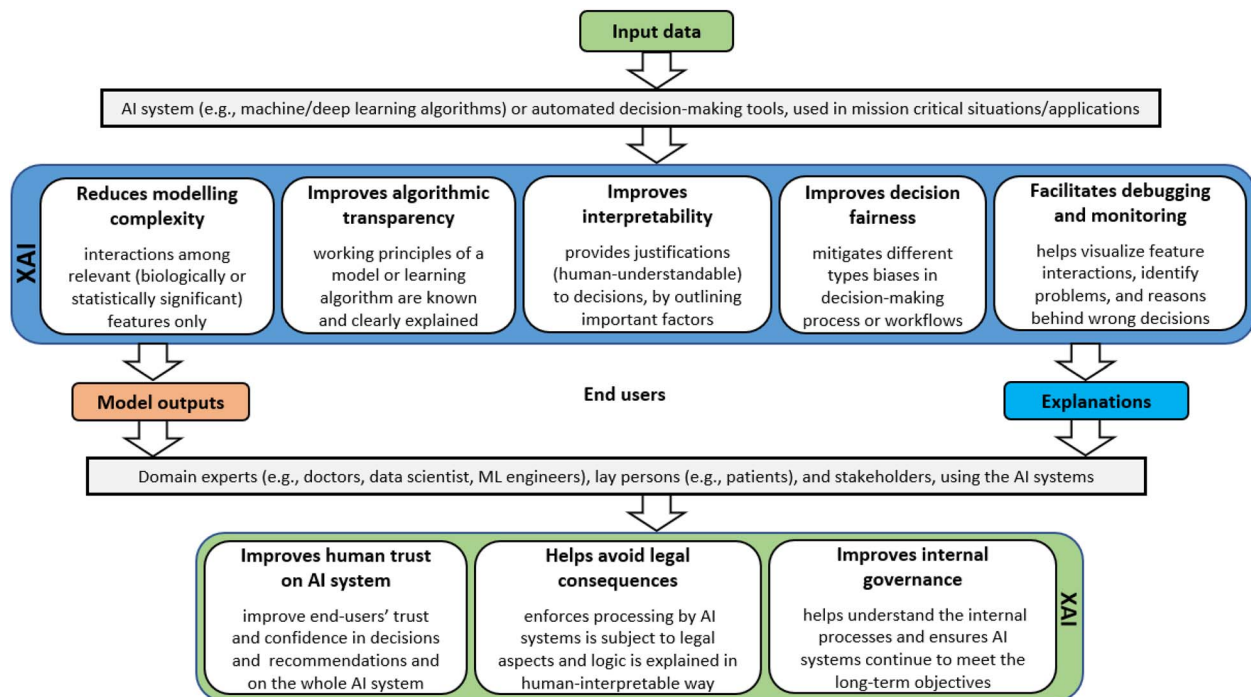 Input data
AI system (e.g., machine/deep learning algorithms) or automated decision-making tools, used in mission critical situations/applications
XAI
Reduces modelling
complexity
interactions among
relevant (biologically or
statistically significant)
features only
Improves algorithmic
transparency
working principles of a
model or learning
algorithm are known
and clearly explained
Improves
interpretability
provides justifications
(human-understandable)
to decisions, by outlining
important factors
Improves decision
fairness
mitigates different
types biases in
decision-making
process or workflows
Facilitates debugging
and monitoring
helps visualize feature
interactions, identify
problems, and reasons
behind wrong decisions
Model outputs
End users
Explanations
Domain experts (e.g., doctors, data scientist, ML engineers), lay persons (e.g., patients), and stakeholders, using the AI systems
Improves human trust
on AI system
improve end-users’ trust
and confidence in decisions
and recommendations and
on the whole AI system
Helps avoid legal
consequences
enforces processing by AI
systems is subject to legal
aspects and logic is explained in
human-interpretable way
Improves internal
governance
helps understand the internal
processes and ensures AI
systems continue to meet the
long-term objectives
XAI